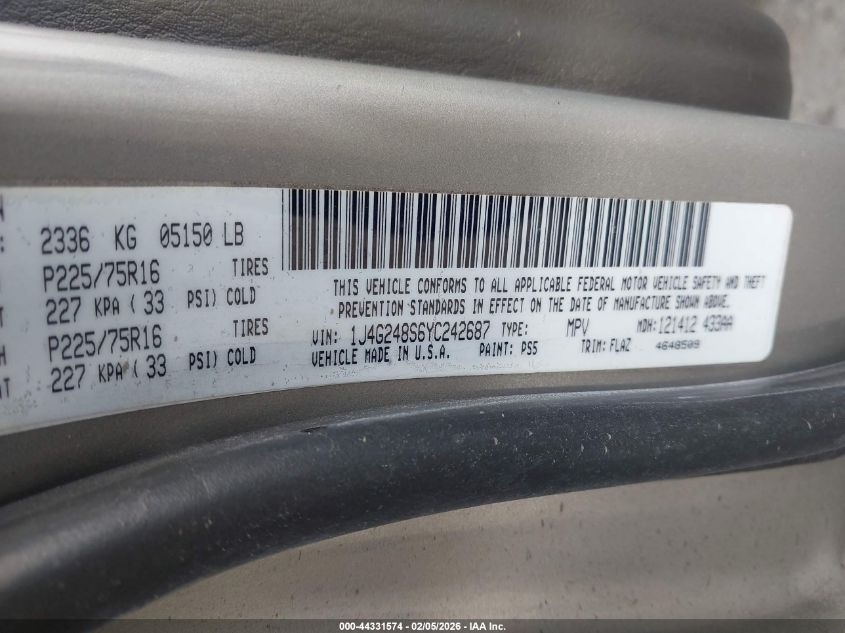 2336 KG 05150 LB
P225/75R16 TIRES
227 KPA ( 33 PSI) COLD
P225/75R16 TIRES
227 KPA ( 33 PSI) COLD
THIS VEHICLE CONFORMS TO ALL APPLICABLE FEDERAL MOTOR VEHICLE SAFETY AND THEFT
PREVENTION STANDARDS IN EFFECT ON THE DATE OF MANUFACTURE SHOWN ABOVE.
VIN: 1J4G248S6YC242687 TYPE: MPV MDH:121412 433AA
VEHICLE MADE IN U.S.A. PAINT: PS5 TRIM: FLAZ 4648509
000-44331574 - 02/05/2026 - IAA Inc.